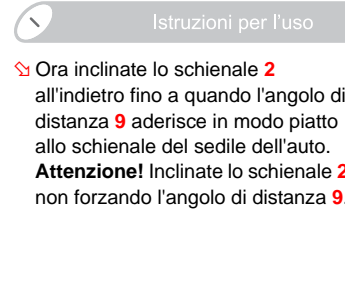 Istruzioni per l'uso
Ora inclinate lo schienale 2
all'indietro fino a quando l'angolo di
distanza 9 aderisce in modo piatto
allo schienale del sedile dell'auto.
Attenzione! Inclinate lo schienale 2
non forzando l'angolo di distanza 9.